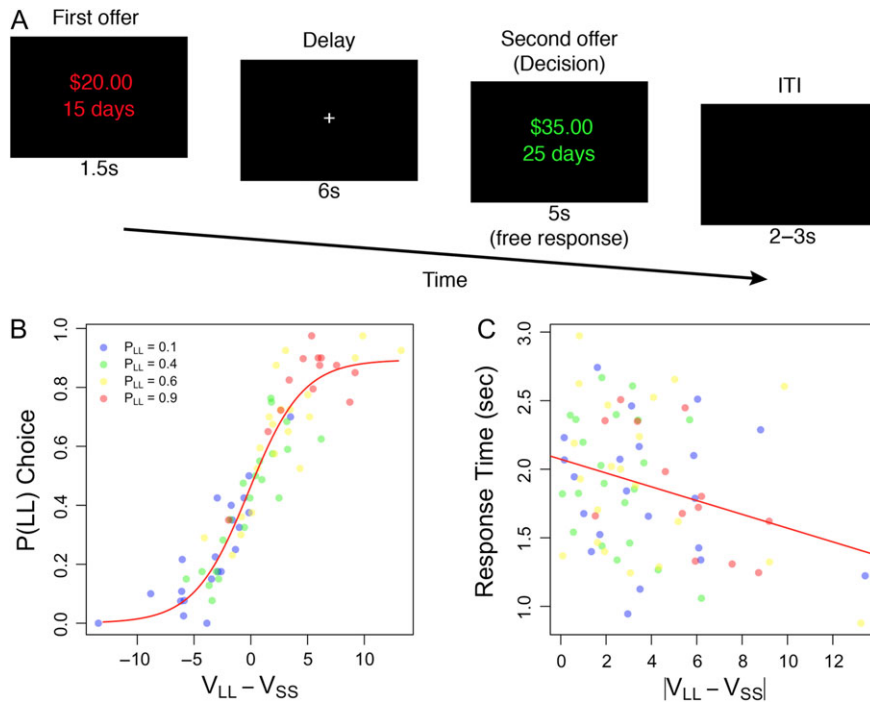 A
First offer
$20.00
15 days
1.5s
Delay
+
6s
Second offer
(Decision)
$35.00
25 days
5s
(free response)
ITI
2–3s
Time
B
P(LL) Choice
1.0
0.8
0.6
0.4
0.2
0.0
PLL = 0.1
PLL = 0.4
PLL = 0.6
PLL = 0.9
−10 −5 0 5 10
VLL – VSS
C
Response Time (sec)
3.0
2.5
2.0
1.5
1.0
0 2 4 6 8 10 12
|VLL – VSS|